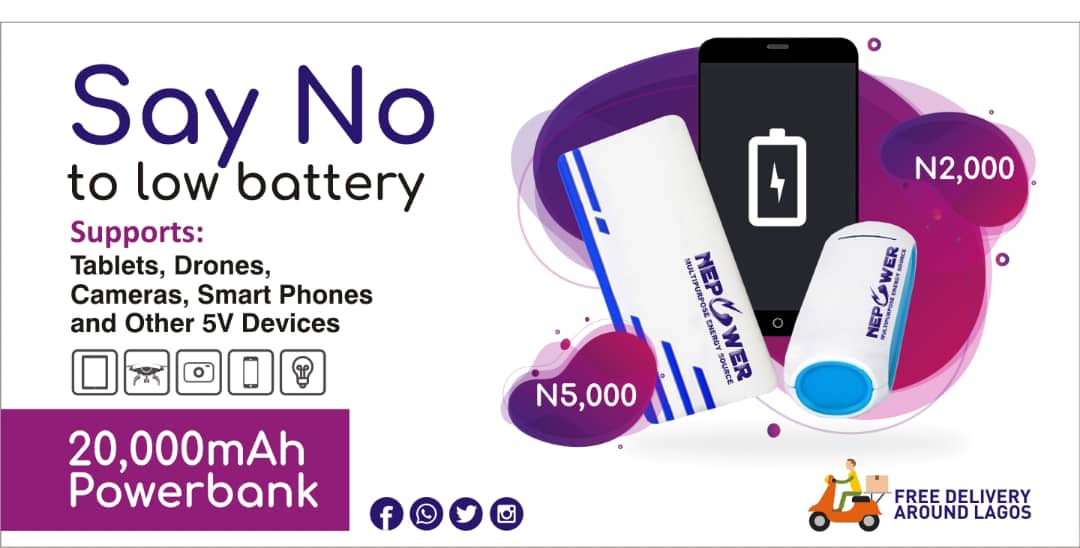 Say No
to low battery
Supports:
Tablets, Drones,
Cameras, Smart Phones
and Other 5V Devices
20,000mAh
Powerbank
N5,000
NEPOWER
MULTIPURPOSE ENERGY SOURCE
N2,000
NEPOWER
MULTIPURPOSE ENERGY SOURCE
FREE DELIVERY
AROUND LAGOS